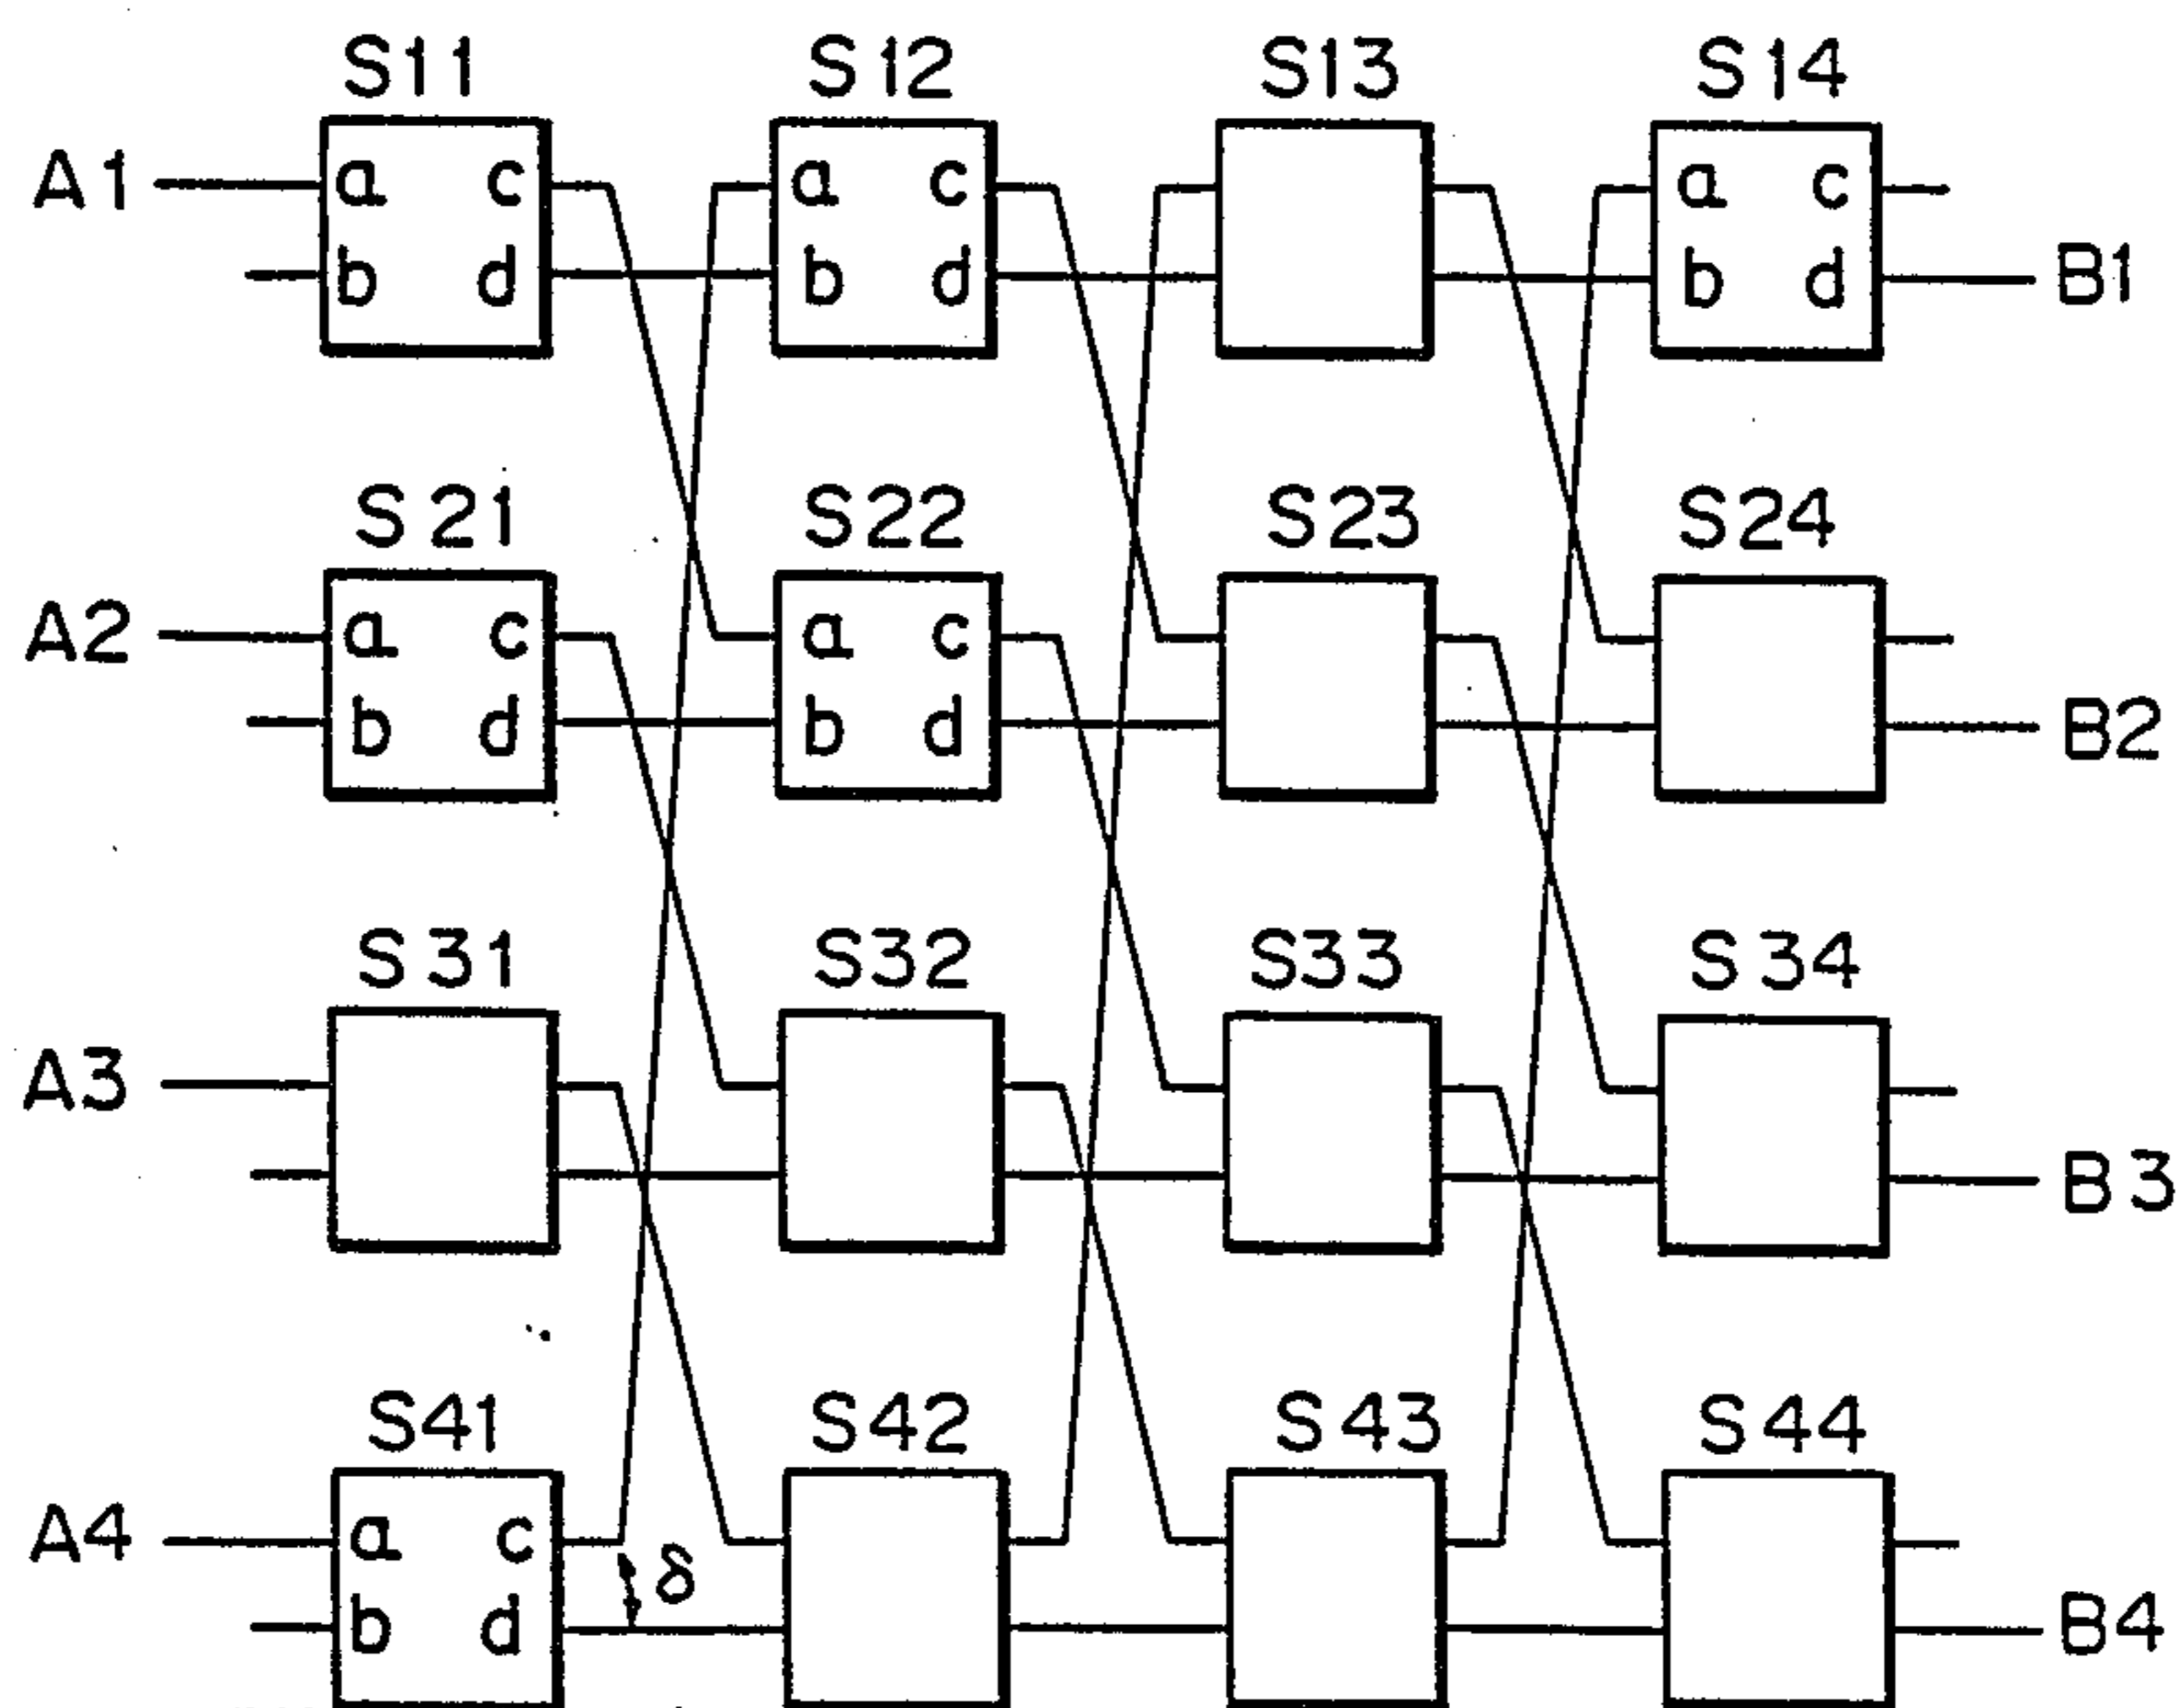 S11 S12 S13 S14
A1 a c a c a c
b d b d b d B1
S21 S22 S23 S24
A2 a c a c
b d b d B2
S31 S32 S33 S34
A3
B3
S41 S42 S43 S44
A4 a c δ
b d B4